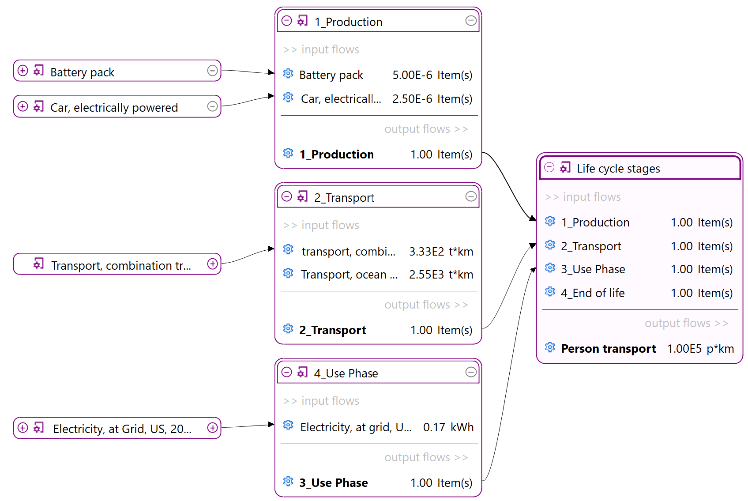 Battery pack
Car, electrically powered
Transport, combination tr...
Electricity, at Grid, US, 20...
1_Production
>> input flows
Battery pack 5.00E-6 Item(s)
Car, electricall... 2.50E-6 Item(s)
output flows >>
1_Production 1.00 Item(s)
2_Transport
>> input flows
transport, combi... 3.33E2 t*km
Transport, ocean ... 2.55E3 t*km
output flows >>
2_Transport 1.00 Item(s)
4_Use Phase
>> input flows
Electricity, at grid, U... 0.17 kWh
output flows >>
3_Use Phase 1.00 Item(s)
Life cycle stages
>> input flows
1_Production 1.00 Item(s)
2_Transport 1.00 Item(s)
3_Use Phase 1.00 Item(s)
4_End of life 1.00 Item(s)
output flows >>
Person transport 1.00E5 p*km